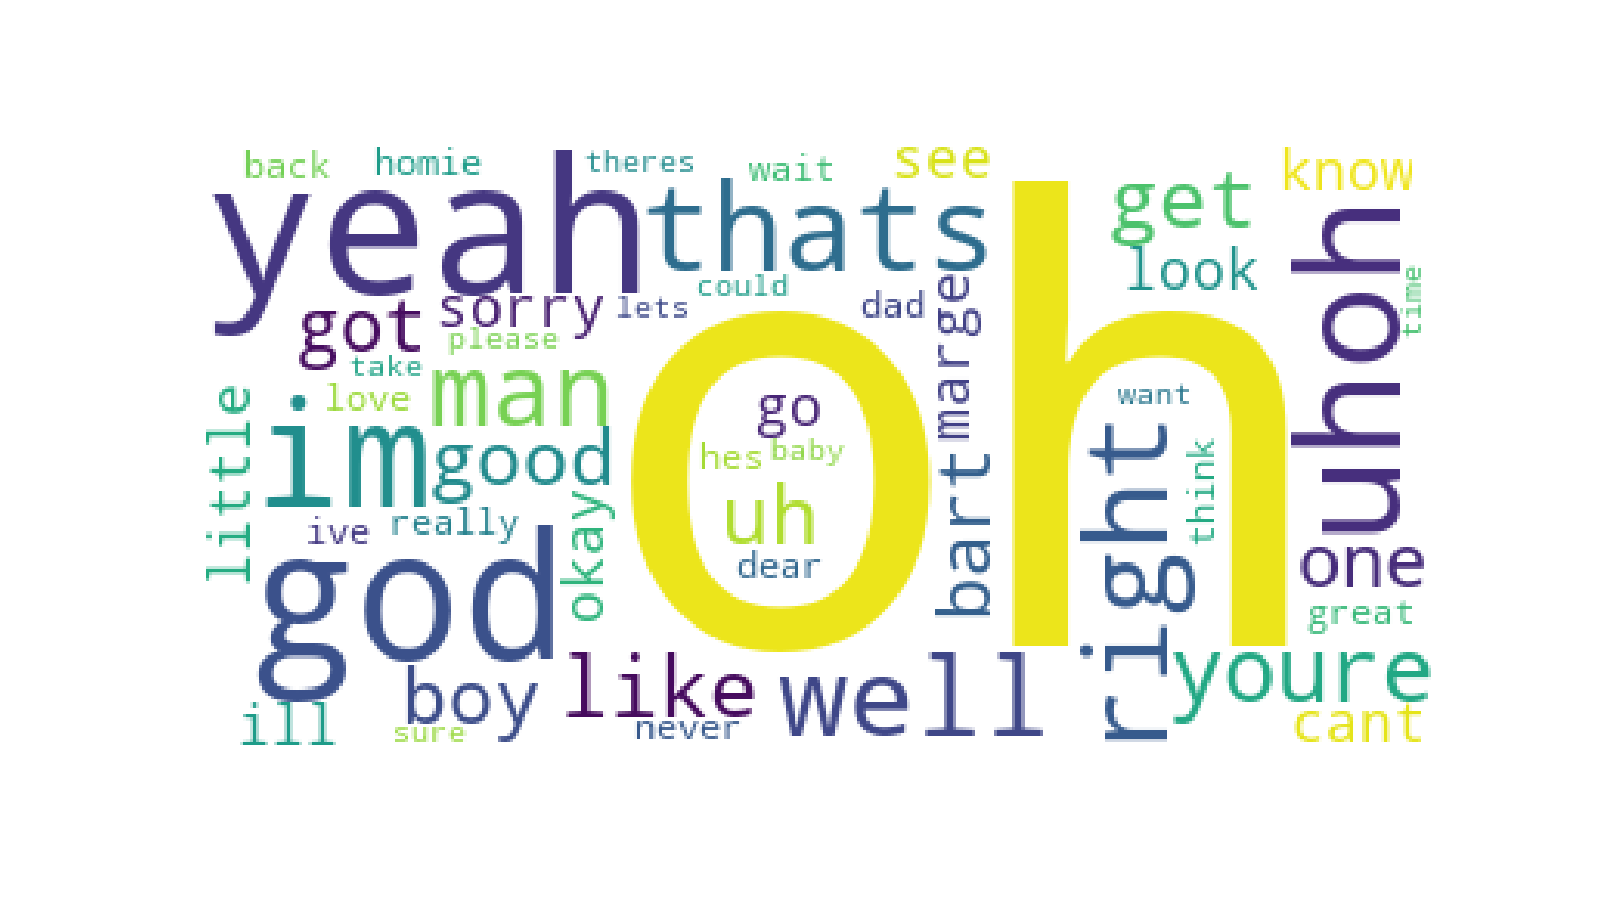 back
homie
theres
wait
see
know
yeah
thats
get
look
could
uhoh
time
got
sorry
lets
dad
marge
please
take
man
oh
love
go
want
little
im
good
hes
baby
bart
right
think
uh
ive
really
okay
dear
one
god
great
boy
like
well
youre
ill
sure
never
cant